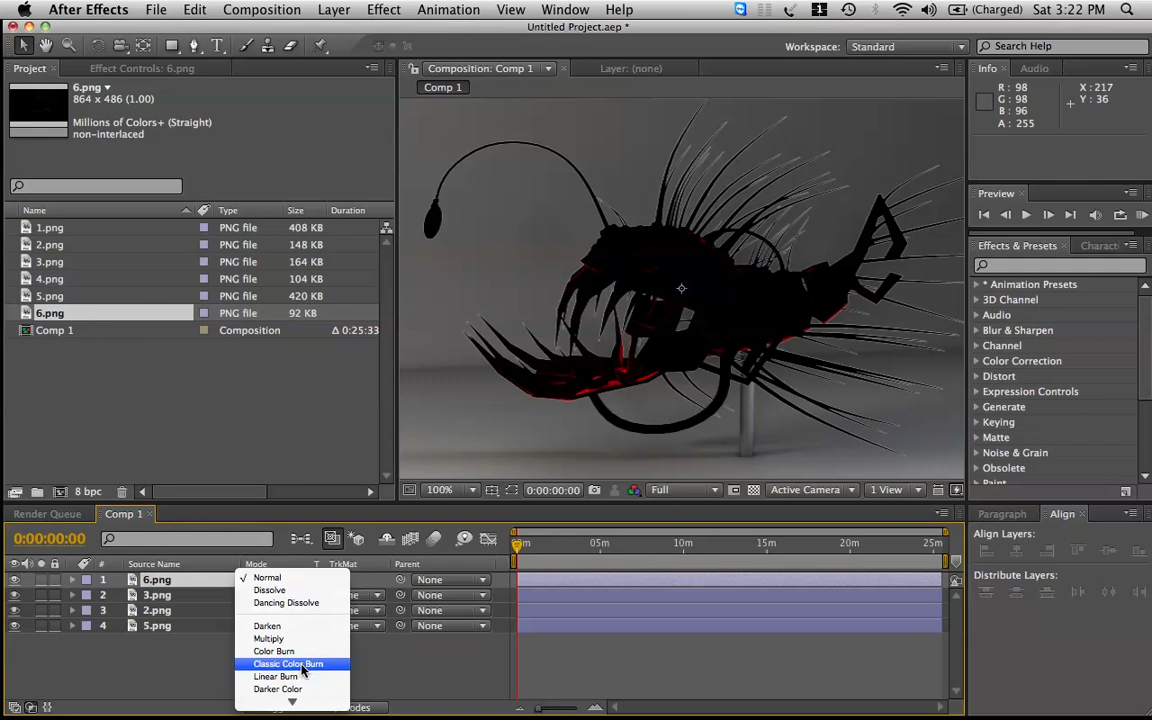 After Effects File Edit Composition Layer Effect Animation View Window Help 1 (Charged) Sat 3:22 PM
Untitled Project.aep *
Workspace: Standard Search Help
Project Effect Controls: 6.png Composition: Comp 1 Layer: (none) Info Audio
6.png
Comp 1
864 x 486 (1.00)
R: 98 X: 217
G: 98 Y: 36
B: 96
A: 255
Millions of Colors+ (Straight)
non-interlaced
Preview
Name Type Size Duration
1.png PNG file 408 KB
2.png PNG file 148 KB
3.png PNG file 164 KB
4.png PNG file 104 KB
5.png PNG file 420 KB
6.png PNG file 92 KB
Comp 1 Composition Δ 0:25:33
Effects & Presets Charact
* Animation Presets
3D Channel
Audio
Blur & Sharpen
Channel
Color Correction
Distort
Expression Controls
Generate
Keying
Matte
Noise & Grain
Obsolete
Paint
8 bpc 100% 0:00:00:00 Full Active Camera 1 View
Render Queue Comp 1 Paragraph Align
0:00:00:00
Align Layers:
Distribute Layers:
05m 10m 15m 20m 25m
# Source Name Mode T TrkMat Parent
1 6.png None
2 3.png None
3 2.png None
4 5.png None
Normal
Dissolve
Dancing Dissolve
Darken
Multiply
Color Burn
Classic Color Burn
Linear Burn
Darker Color